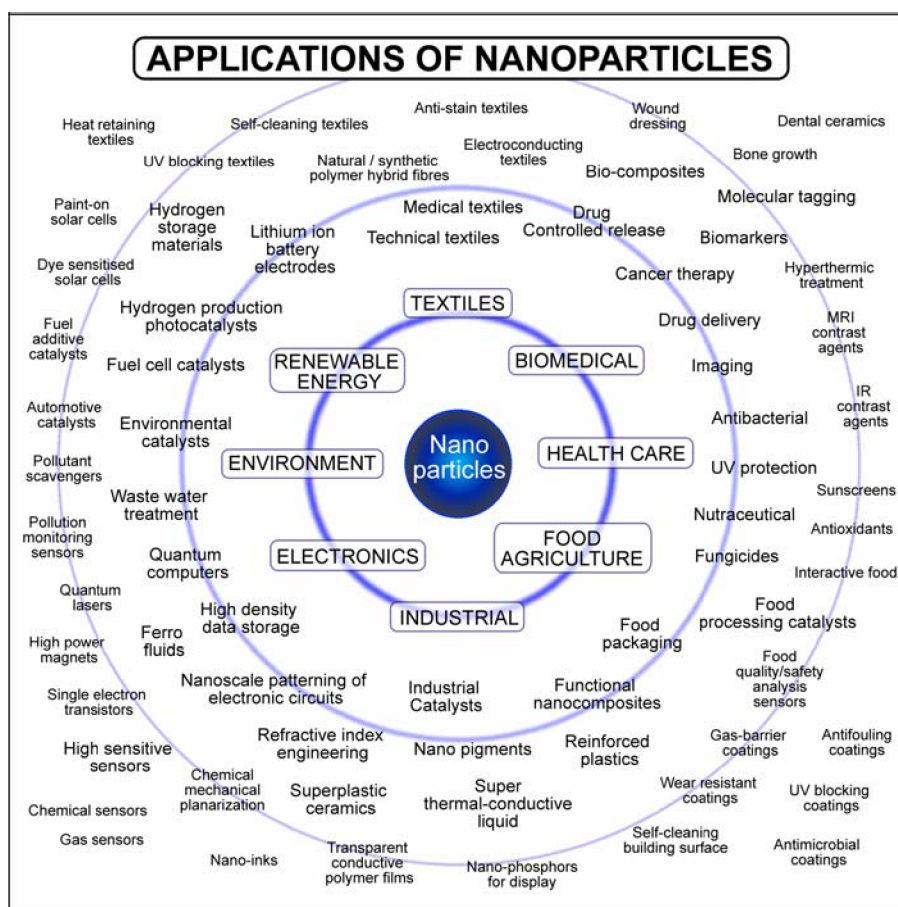 APPLICATIONS OF NANOPARTICLES
Anti-stain textiles
Wound
dressing
Heat retaining
textiles
Self-cleaning textiles
Dental ceramics
Electroconducting
textiles
Bone growth
UV blocking textiles
Natural / synthetic
polymer hybrid fibres
Bio-composites
Molecular tagging
Paint-on
solar cells
Hydrogen
storage
materials
Lithium ion
battery
electrodes
Medical textiles
Technical textiles
Drug
Controlled release
Biomarkers
Dye sensitised
solar cells
Cancer therapy
Hyperthermic
treatment
Hydrogen production
photocatalysts
TEXTILES
Drug delivery
MRI
contrast
agents
Fuel
additive
catalysts
Fuel cell catalysts
RENEWABLE
ENERGY
BIOMEDICAL
Imaging
IR
contrast
agents
Automotive
catalysts
Environmental
catalysts
Antibacterial
Nano
particles
ENVIRONMENT
HEALTH CARE
Pollutant
scavengers
UV protection
Sunscreens
Waste water
treatment
Nutraceutical
Antioxidants
Pollution
monitoring
sensors
ELECTRONICS
FOOD
AGRICULTURE
Quantum
computers
Fungicides
Interactive food
Quantum
lasers
High density
data storage
INDUSTRIAL
Food
processing catalysts
High power
magnets
Ferro
fluids
Food
packaging
Food
quality/safety
analysis
sensors
Single electron
transistors
Nanoscale patterning of
electronic circuits
Industrial
Catalysts
Functional
nanocomposites
High sensitive
sensors
Refractive index
engineering
Nano pigments
Reinforced
plastics
Gas-barrier
coatings
Antifouling
coatings
Chemical
mechanical
planarization
Superplastic
ceramics
Super
thermal-conductive
liquid
Wear resistant
coatings
UV blocking
coatings
Chemical sensors
Gas sensors
Self-cleaning
building surface
Antimicrobial
coatings
Nano-inks
Transparent
conductive
polymer films
Nano-phosphors
for display